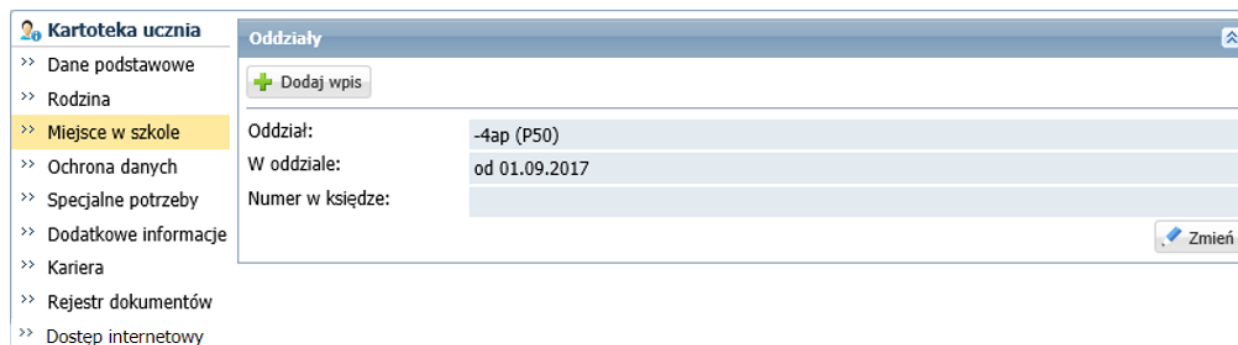 Kartoteka ucznia
Dane podstawowe
Rodzina
Miejsce w szkole
Ochrona danych
Specjalne potrzeby
Dodatkowe informacje
Kariera
Rejestr dokumentów
Dostęp internetowy
Oddziały
Dodaj wpis
Oddział: -4ap (P50)
W oddziale: od 01.09.2017
Numer w księdze:
Zmień